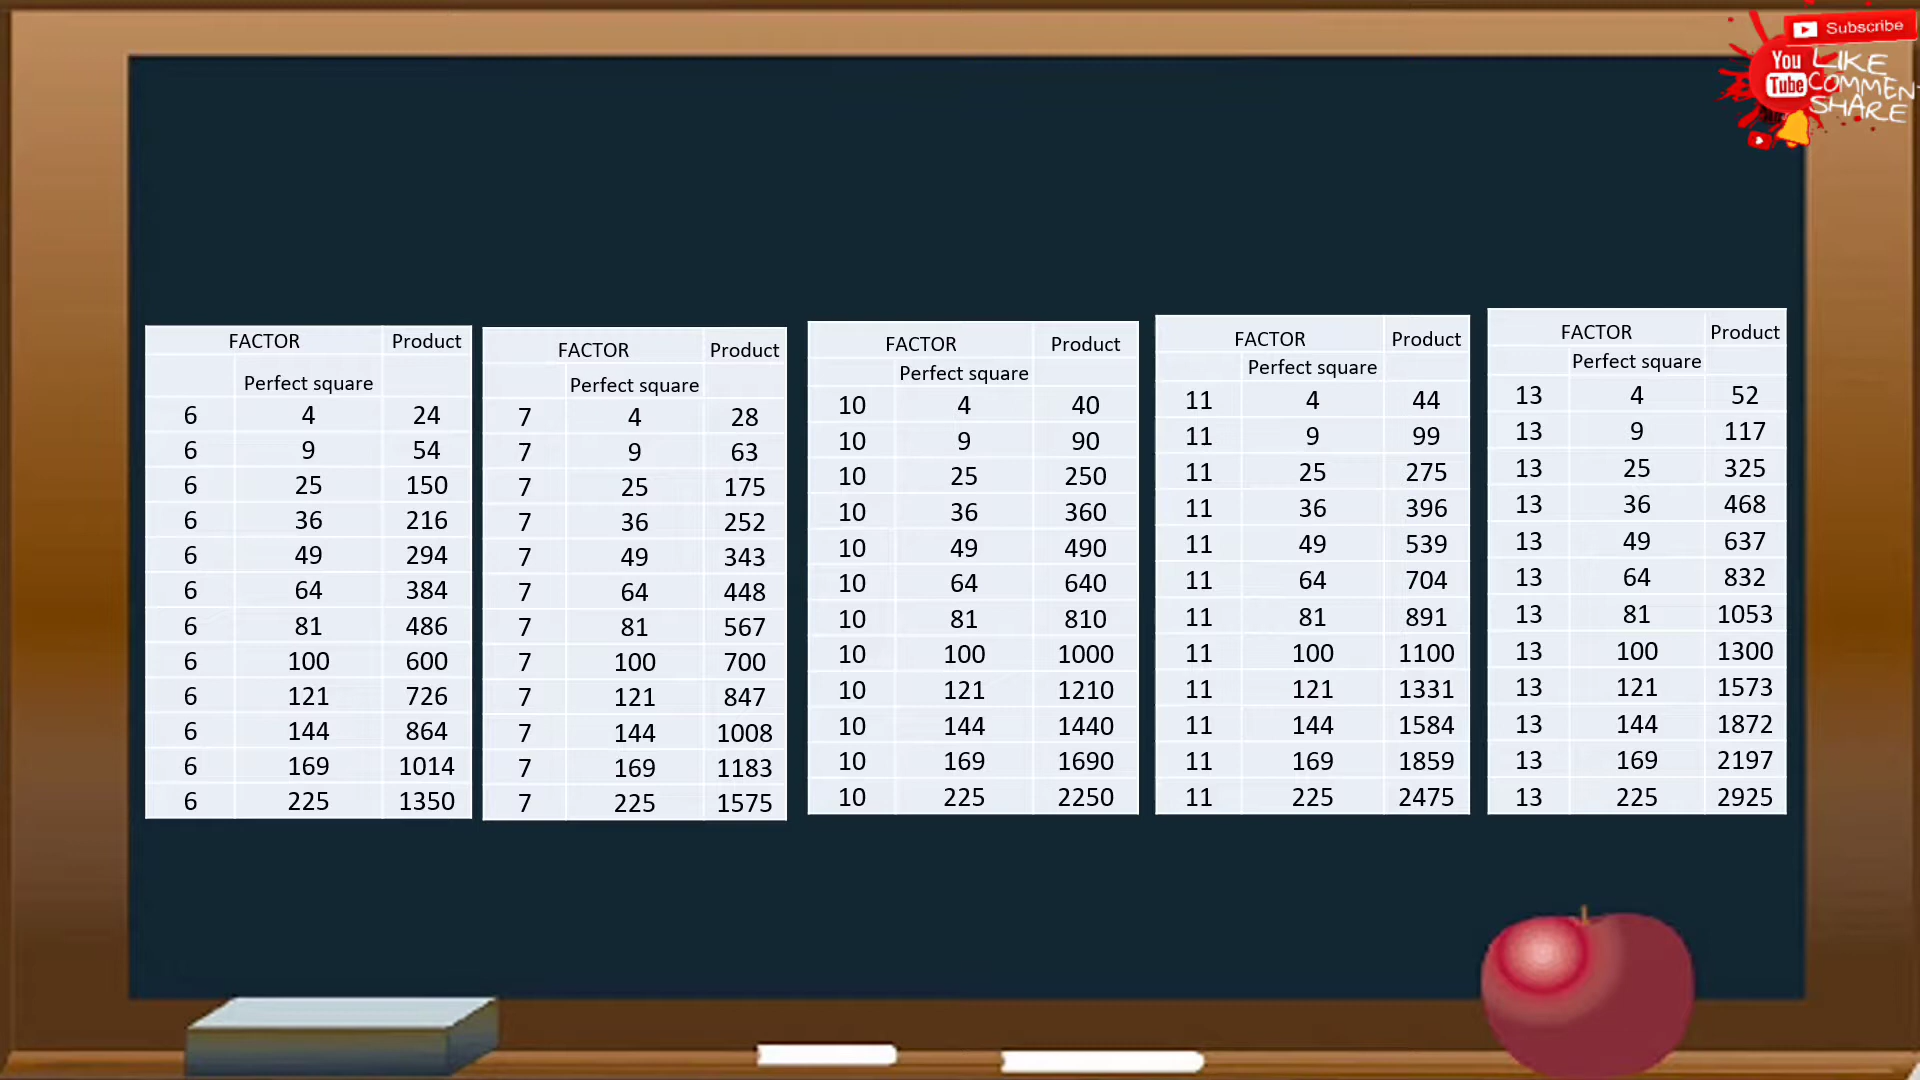 Subscribe
You
Tube
LIKE
COMMENT
SHARE
FACTOR Product
Perfect square
6 4 24
6 9 54
6 25 150
6 36 216
6 49 294
6 64 384
6 81 486
6 100 600
6 121 726
6 144 864
6 169 1014
6 225 1350
FACTOR Product
Perfect square
7 4 28
7 9 63
7 25 175
7 36 252
7 49 343
7 64 448
7 81 567
7 100 700
7 121 847
7 144 1008
7 169 1183
7 225 1575
FACTOR Product
Perfect square
10 4 40
10 9 90
10 25 250
10 36 360
10 49 490
10 64 640
10 81 810
10 100 1000
10 121 1210
10 144 1440
10 169 1690
10 225 2250
FACTOR Product
Perfect square
11 4 44
11 9 99
11 25 275
11 36 396
11 49 539
11 64 704
11 81 891
11 100 1100
11 121 1331
11 144 1584
11 169 1859
11 225 2475
FACTOR Product
Perfect square
13 4 52
13 9 117
13 25 325
13 36 468
13 49 637
13 64 832
13 81 1053
13 100 1300
13 121 1573
13 144 1872
13 169 2197
13 225 2925